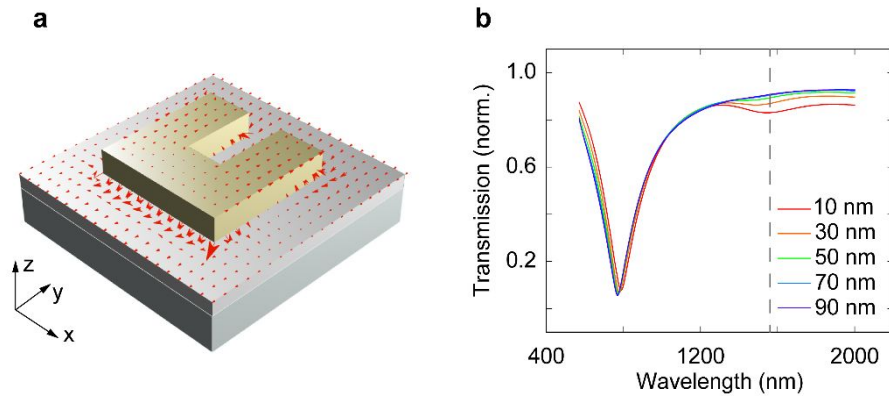 a
z
y
x
b
Transmission (norm.)
1.0
0.6
0.2
10 nm
30 nm
50 nm
70 nm
90 nm
400
1200
2000
Wavelength (nm)